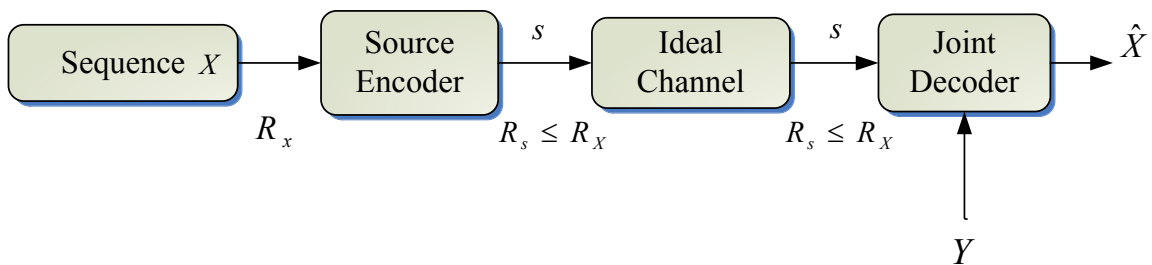 Sequence X
R_x
Source
Encoder
s
R_s ≤ R_X
Ideal
Channel
s
R_s ≤ R_X
Joint
Decoder
X̂
Y